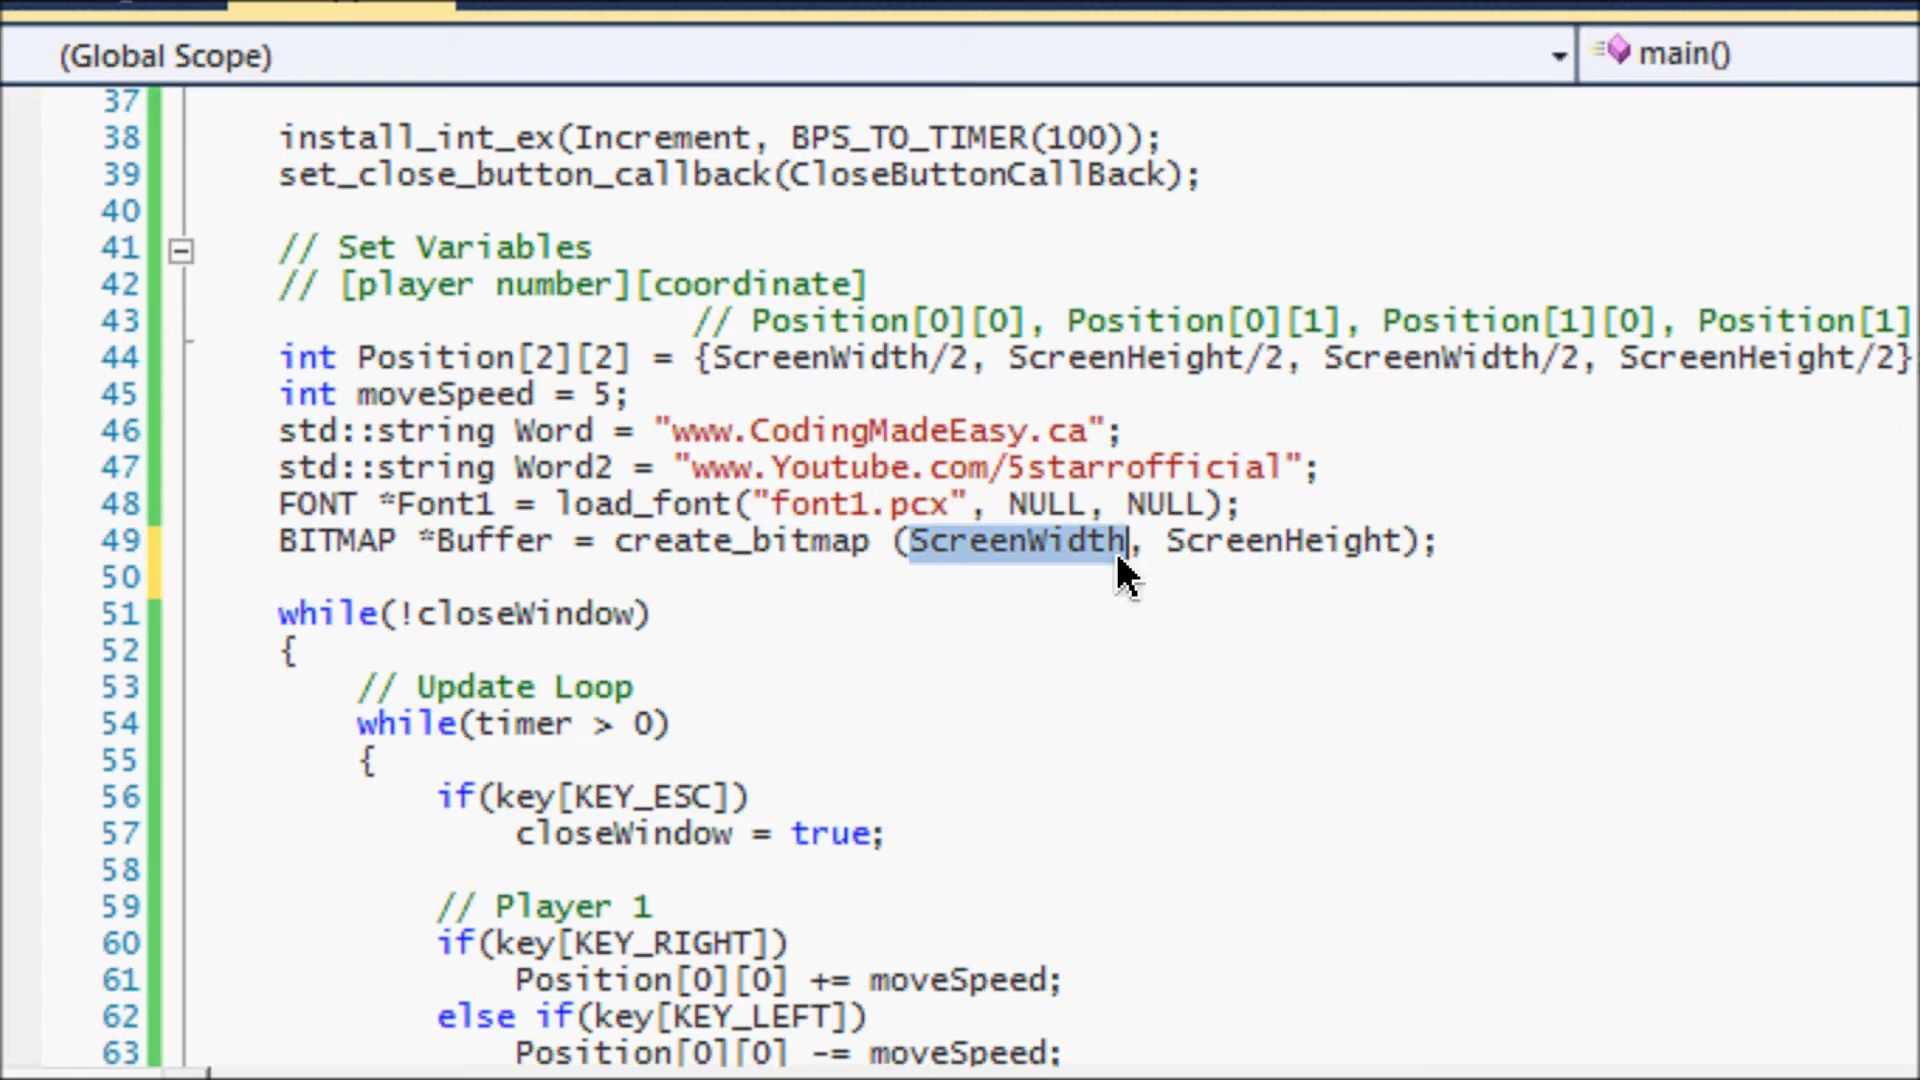 (Global Scope)
main()
37
38 install_int_ex(Increment, BPS_TO_TIMER(100));
39 set_close_button_callback(CloseButtonCallBack);
40
41 // Set Variables
42 // [player number][coordinate]
43 // Position[0][0], Position[0][1], Position[1][0], Position[1]
44 int Position[2][2] = {ScreenWidth/2, ScreenHeight/2, ScreenWidth/2, ScreenHeight/2}
45 int moveSpeed = 5;
46 std::string Word = "www.CodingMadeEasy.ca";
47 std::string Word2 = "www.Youtube.com/5starrofficial";
48 FONT *Font1 = load_font("font1.pcx", NULL, NULL);
49 BITMAP *Buffer = create_bitmap (ScreenWidth, ScreenHeight);
50
51 while(!closeWindow)
52 {
53 // Update Loop
54 while(timer > 0)
55 {
56 if(key[KEY_ESC])
57 closeWindow = true;
58
59 // Player 1
60 if(key[KEY_RIGHT])
61 Position[0][0] += moveSpeed;
62 else if(key[KEY_LEFT])
63 Position[0][0] -= moveSpeed;